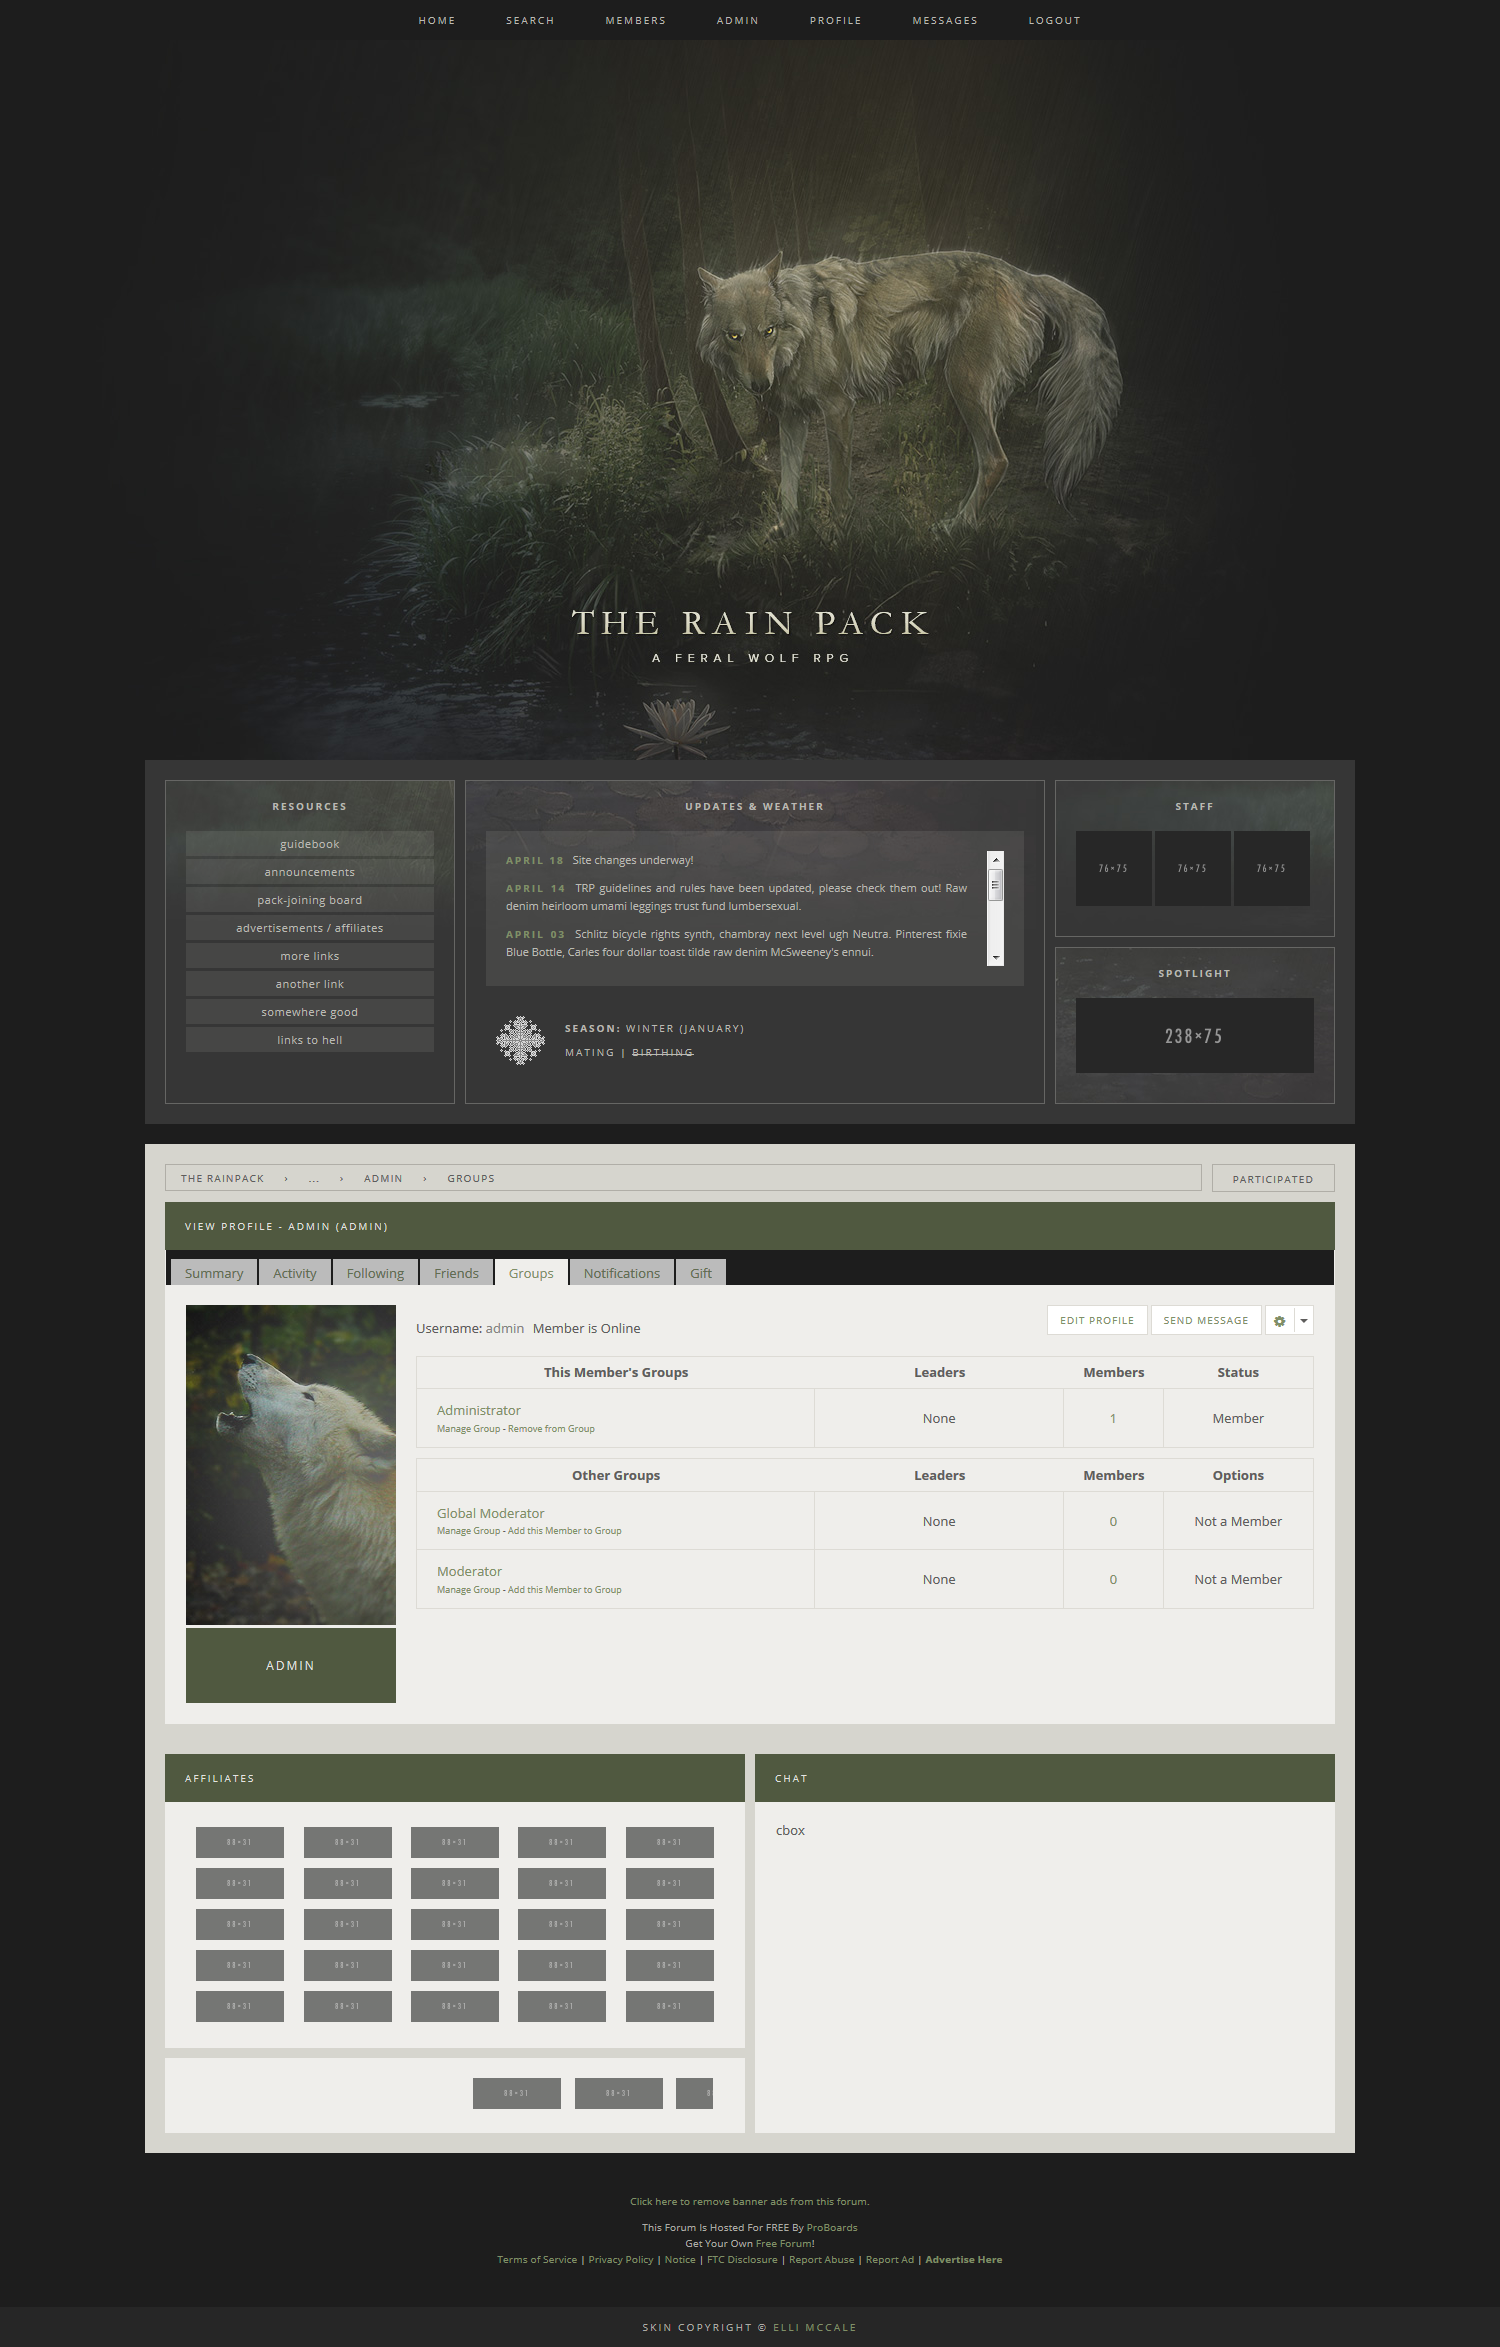 HOME SEARCH MEMBERS ADMIN PROFILE MESSAGES LOGOUT
THE RAIN PACK
A FERAL WOLF RPG
RESOURCES
guidebook
announcements
pack-joining board
advertisements / affiliates
more links
another link
somewhere good
links to hell
UPDATES & WEATHER
APRIL 18 Site changes underway!
APRIL 14 TRP guidelines and rules have been updated, please check them out! Raw
denim heirloom umami leggings trust fund lumbersexual.
APRIL 03 Schlitz bicycle rights synth, chambray next level ugh Neutra. Pinterest fixie
Blue Bottle, Carles four dollar toast tilde raw denim McSweeney's ennui.
SEASON: WINTER (JANUARY)
MATING | BIRTHING
STAFF
76×75 76×75 76×75
SPOTLIGHT
238×75
THE RAINPACK › ... › ADMIN › GROUPS
PARTICIPATED
VIEW PROFILE - ADMIN (ADMIN)
Summary Activity Following Friends Groups Notifications Gift
ADMIN
Username: admin Member is Online
EDIT PROFILE SEND MESSAGE
This Member's Groups Leaders Members Status
Administrator
Manage Group - Remove from Group
None 1 Member
Other Groups Leaders Members Options
Global Moderator
Manage Group - Add this Member to Group
None 0 Not a Member
Moderator
Manage Group - Add this Member to Group
None 0 Not a Member
AFFILIATES
88×31 88×31 88×31 88×31 88×31
88×31 88×31 88×31 88×31 88×31
88×31 88×31 88×31 88×31 88×31
88×31 88×31 88×31 88×31 88×31
88×31 88×31 88×31 88×31 88×31
88×31 88×31 8
CHAT
cbox
Click here to remove banner ads from this forum.
This Forum Is Hosted For FREE By ProBoards
Get Your Own Free Forum!
Terms of Service | Privacy Policy | Notice | FTC Disclosure | Report Abuse | Report Ad | Advertise Here
SKIN COPYRIGHT © ELLI MCCALE